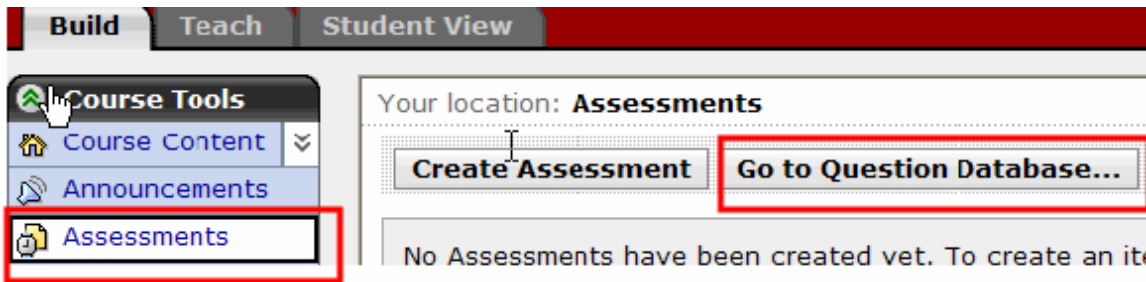 Build Teach Student View
Course Tools
Course Content
Announcements
Assessments
Your location: Assessments
Create Assessment Go to Question Database...
No Assessments have been created yet. To create an